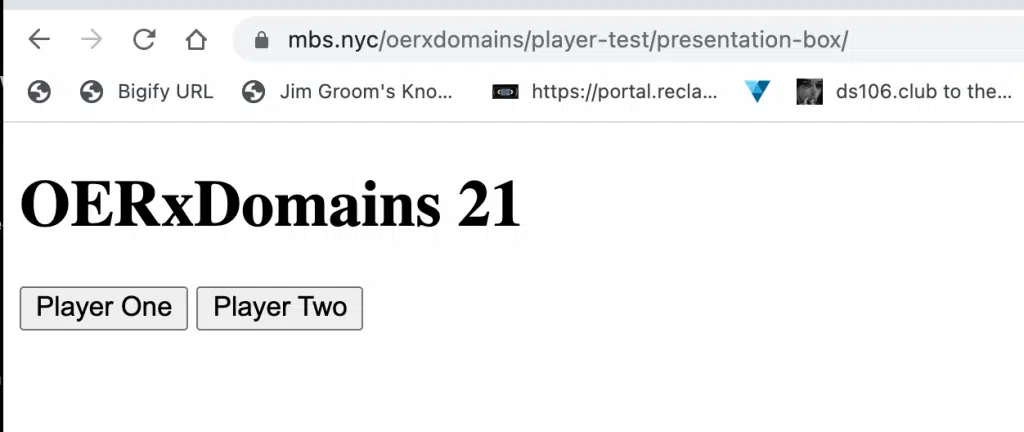 mbs.nyc/oerxdomains/player-test/presentation-box/
Bigify URL Jim Groom's Kno... https://portal.recla... ds106.club to the...
OERxDomains 21
Player One Player Two